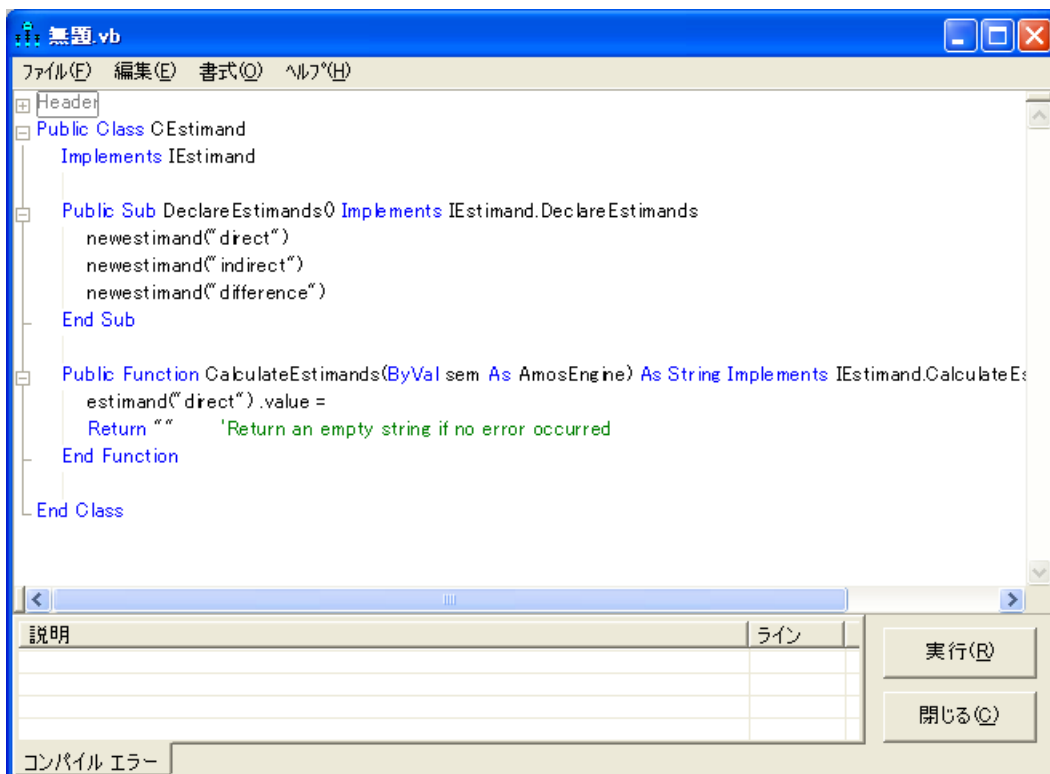 無題.vb
ファイル(F) 編集(E) 書式(O) ヘルプ(H)
Header
Public Class CEstimand
Implements IEstimand
Public Sub DeclareEstimands() Implements IEstimand.DeclareEstimands
newestimand("direct")
newestimand("indirect")
newestimand("difference")
End Sub
Public Function CalculateEstimands(ByVal sem As AmosEngine) As String Implements IEstimand.CalculateEs
estimand("direct").value =
Return "" 'Return an empty string if no error occurred
End Function
End Class
説明 ライン
実行(R)
閉じる(C)
コンパイル エラー